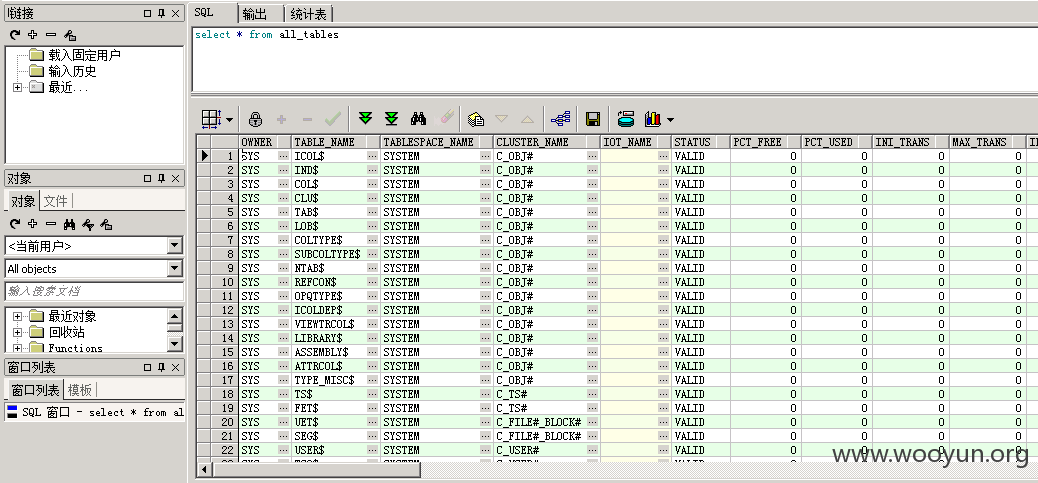 链接
载入固定用户
输入历史
最近...
对象
对象 文件
<当前用户>
All objects
输入搜索文档
最近对象
回收站
Functions
窗口列表
窗口列表 模板
SQL 窗口 - select * from al
SQL 输出 统计表
select * from all_tables
OWNER TABLE_NAME TABLESPACE_NAME CLUSTER_NAME IOT_NAME STATUS PCT_FREE PCT_USED INI_TRANS MAX_TRANS
1 SYS ICOL$ SYSTEM C_OBJ# VALID 0 0 0 0
2 SYS IND$ SYSTEM C_OBJ# VALID 0 0 0 0
3 SYS COL$ SYSTEM C_OBJ# VALID 0 0 0 0
4 SYS CLU$ SYSTEM C_OBJ# VALID 0 0 0 0
5 SYS TAB$ SYSTEM C_OBJ# VALID 0 0 0 0
6 SYS LOB$ SYSTEM C_OBJ# VALID 0 0 0 0
7 SYS COLTYPE$ SYSTEM C_OBJ# VALID 0 0 0 0
8 SYS SUBCOLTYPE$ SYSTEM C_OBJ# VALID 0 0 0 0
9 SYS NTAB$ SYSTEM C_OBJ# VALID 0 0 0 0
10 SYS REFCON$ SYSTEM C_OBJ# VALID 0 0 0 0
11 SYS OPQTYPE$ SYSTEM C_OBJ# VALID 0 0 0 0
12 SYS ICOLDEP$ SYSTEM C_OBJ# VALID 0 0 0 0
13 SYS VIEWTRCOL$ SYSTEM C_OBJ# VALID 0 0 0 0
14 SYS LIBRARY$ SYSTEM C_OBJ# VALID 0 0 0 0
15 SYS ASSEMBLY$ SYSTEM C_OBJ# VALID 0 0 0 0
16 SYS ATTRCOL$ SYSTEM C_OBJ# VALID 0 0 0 0
17 SYS TYPE_MISC$ SYSTEM C_OBJ# VALID 0 0 0 0
18 SYS TS$ SYSTEM C_TS# VALID 0 0 0 0
19 SYS FET$ SYSTEM C_TS# VALID 0 0 0 0
20 SYS UET$ SYSTEM C_FILE#_BLOCK# VALID 0 0 0 0
21 SYS SEG$ SYSTEM C_FILE#_BLOCK# VALID 0 0 0 0
22 SYS USER$ SYSTEM C_USER# VALID 0 0 0 0
www.wooyun.org